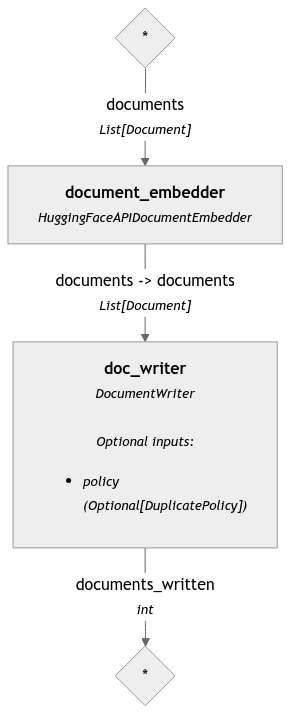 *
documents
List[Document]
document_embedder
HuggingFaceAPIDocumentEmbedder
documents -> documents
List[Document]
doc_writer
DocumentWriter
Optional inputs:
• policy
(Optional[DuplicatePolicy])
documents_written
int
*